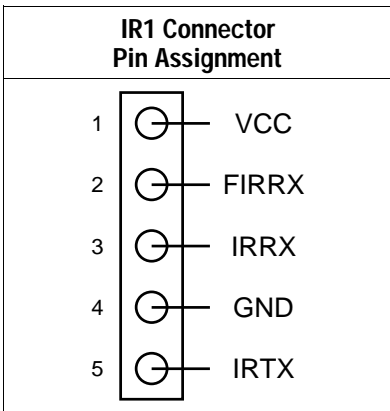 IR1 Connector
Pin Assignment
1 VCC
2 FIRRX
3 IRRX
4 GND
5 IRTX